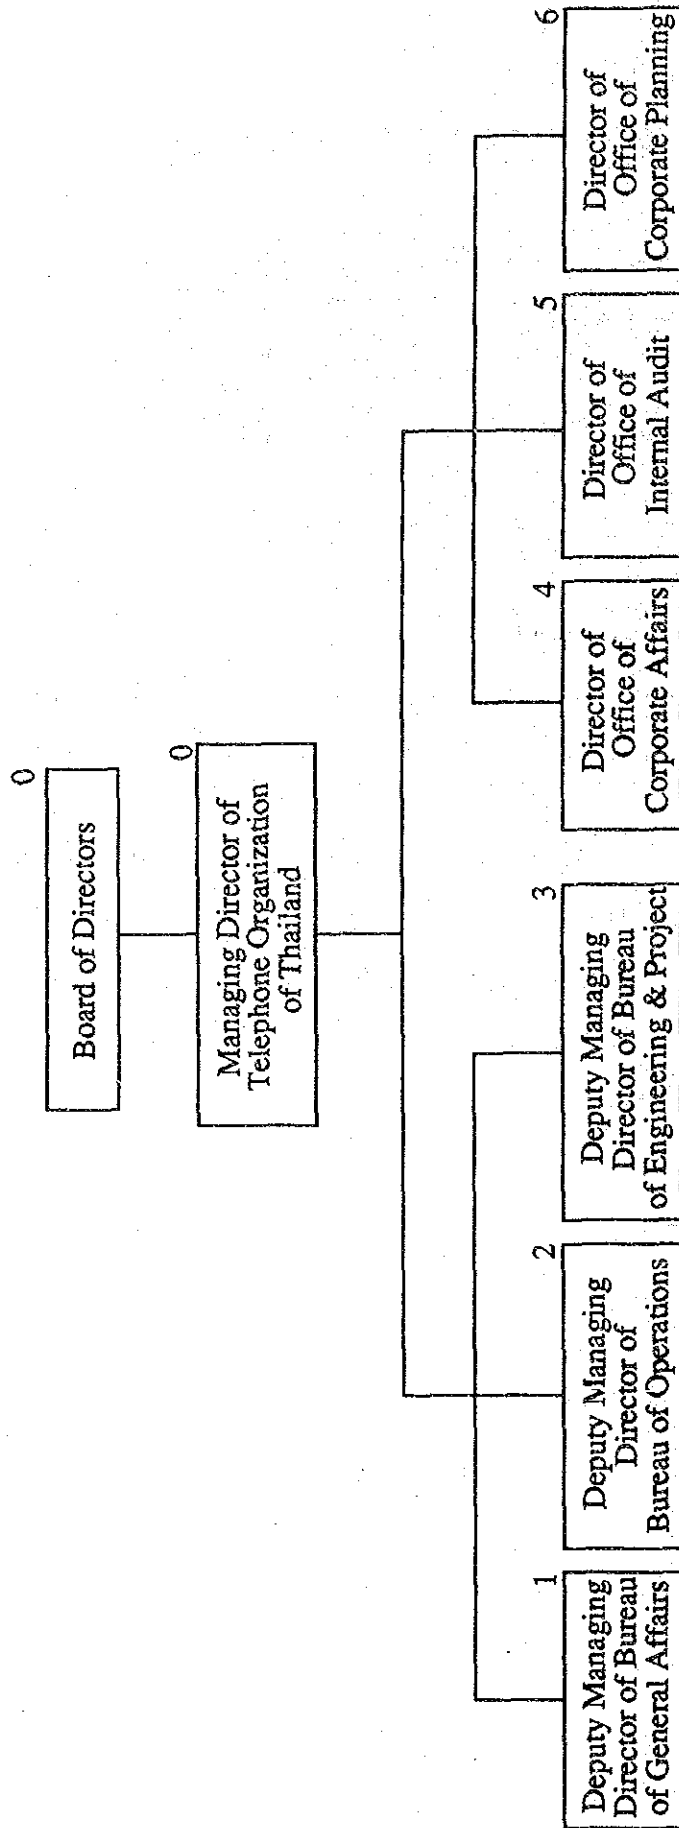 0
Board of Directors
0
Managing Director of
Telephone Organization
of Thailand
1
Deputy Managing
Director of Bureau
of General Affairs
2
Deputy Managing
Director of
Bureau of Operations
3
Deputy Managing
Director of Bureau
of Engineering & Project
4
Director of
Office of
Corporate Affairs
5
Director of
Office of
Internal Audit
6
Director of
Office of
Corporate Planning